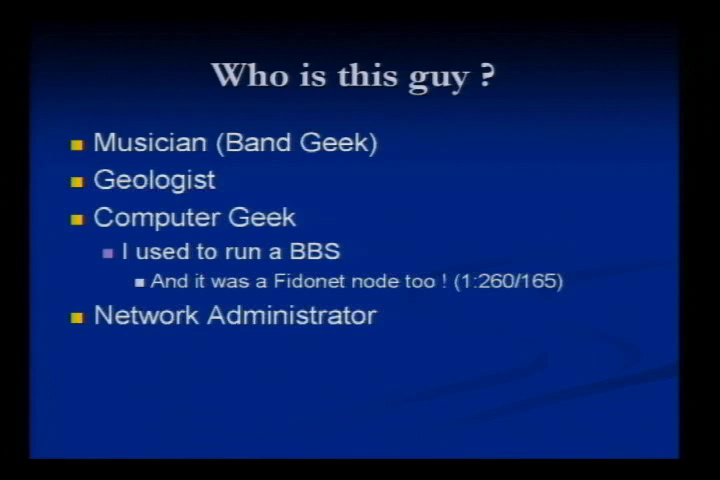 Who is this guy ?
Musician (Band Geek)
Geologist
Computer Geek
I used to run a BBS
And it was a Fidonet node too ! (1:260/165)
Network Administrator